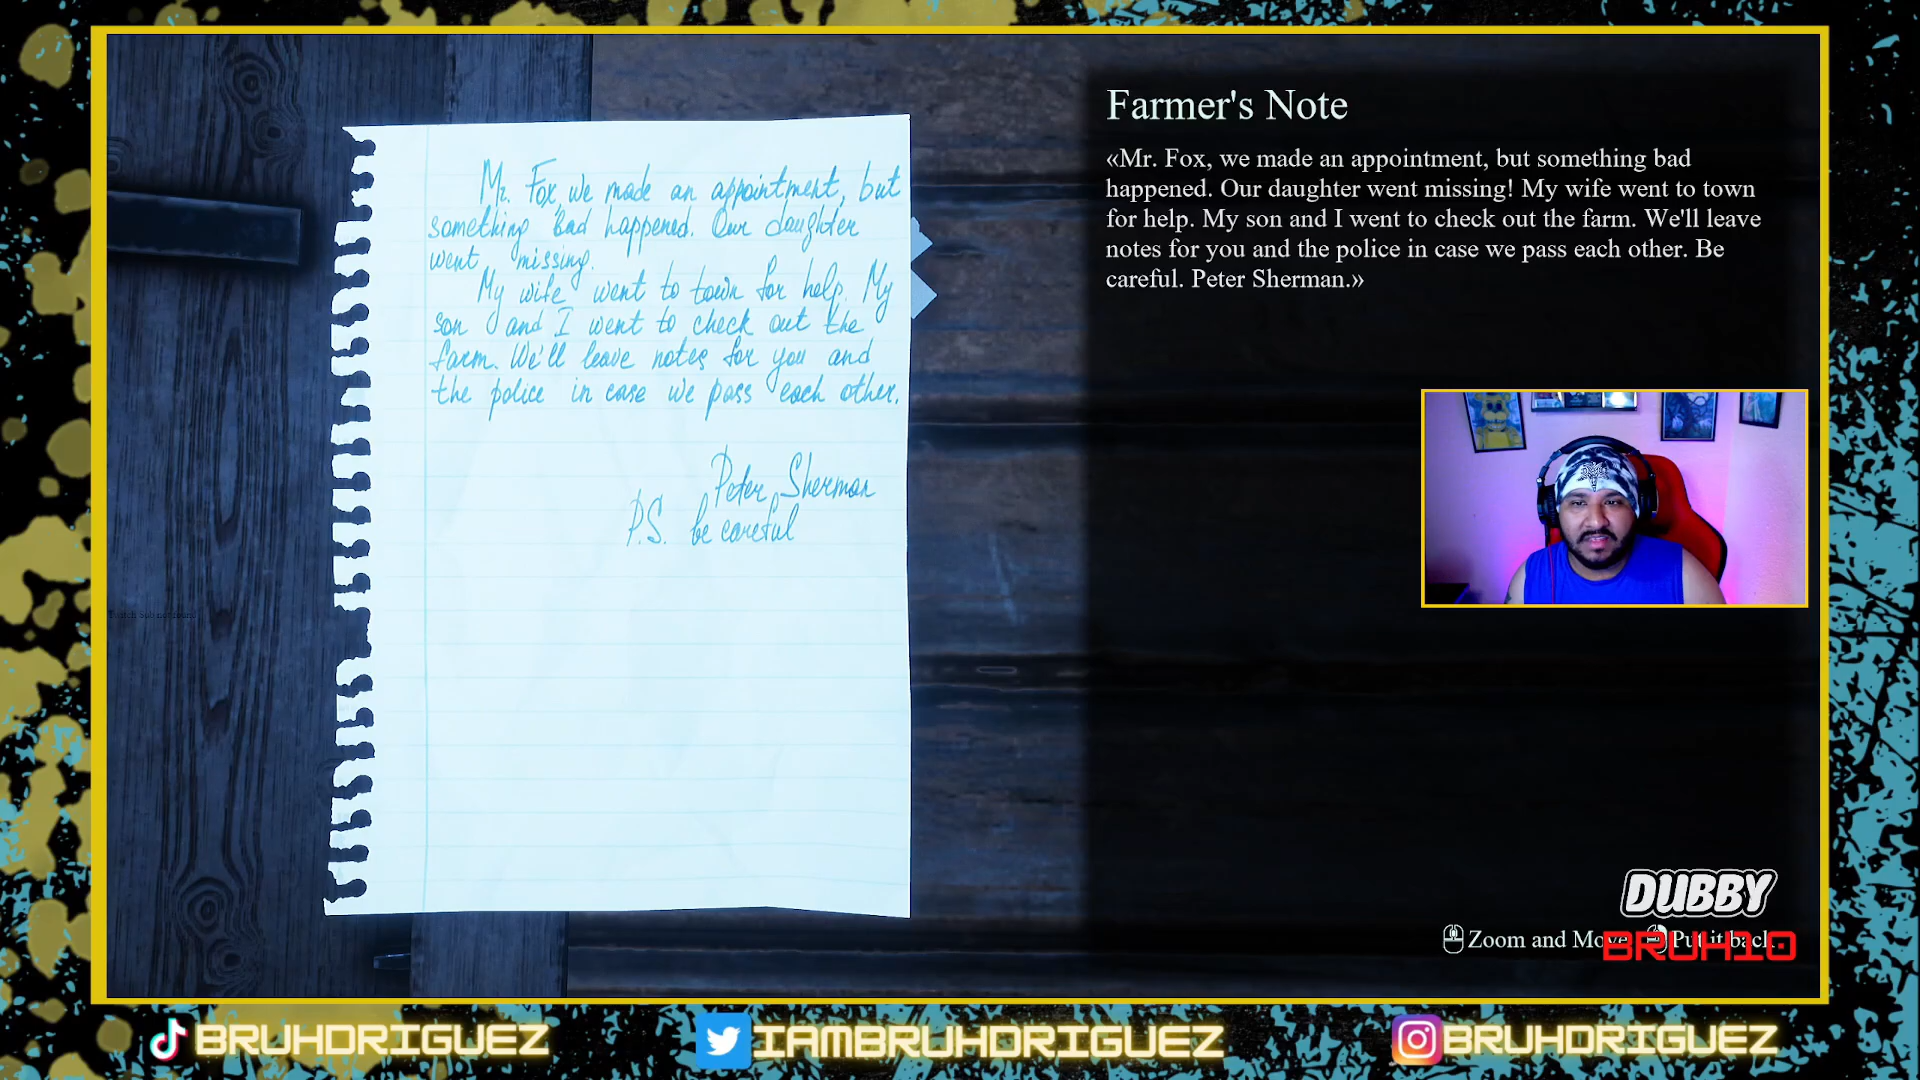 Mr. Fox, we made an appointment, but
something bad happened. Our daughter
went missing.
My wife went to town for help. My
son and I went to check out the
farm. We'll leave notes for you and
the police in case we pass each other.
Peter Sherman
P.S. be careful
Farmer's Note
«Mr. Fox, we made an appointment, but something bad
happened. Our daughter went missing! My wife went to town
for help. My son and I went to check out the farm. We'll leave
notes for you and the police in case we pass each other. Be
careful. Peter Sherman.»
DUBBY
Zoom and Move Put it back
BRUH10
BRUHDRIGUEZ
IAMBRUHDRIGUEZ
BRUHDRIGUEZ